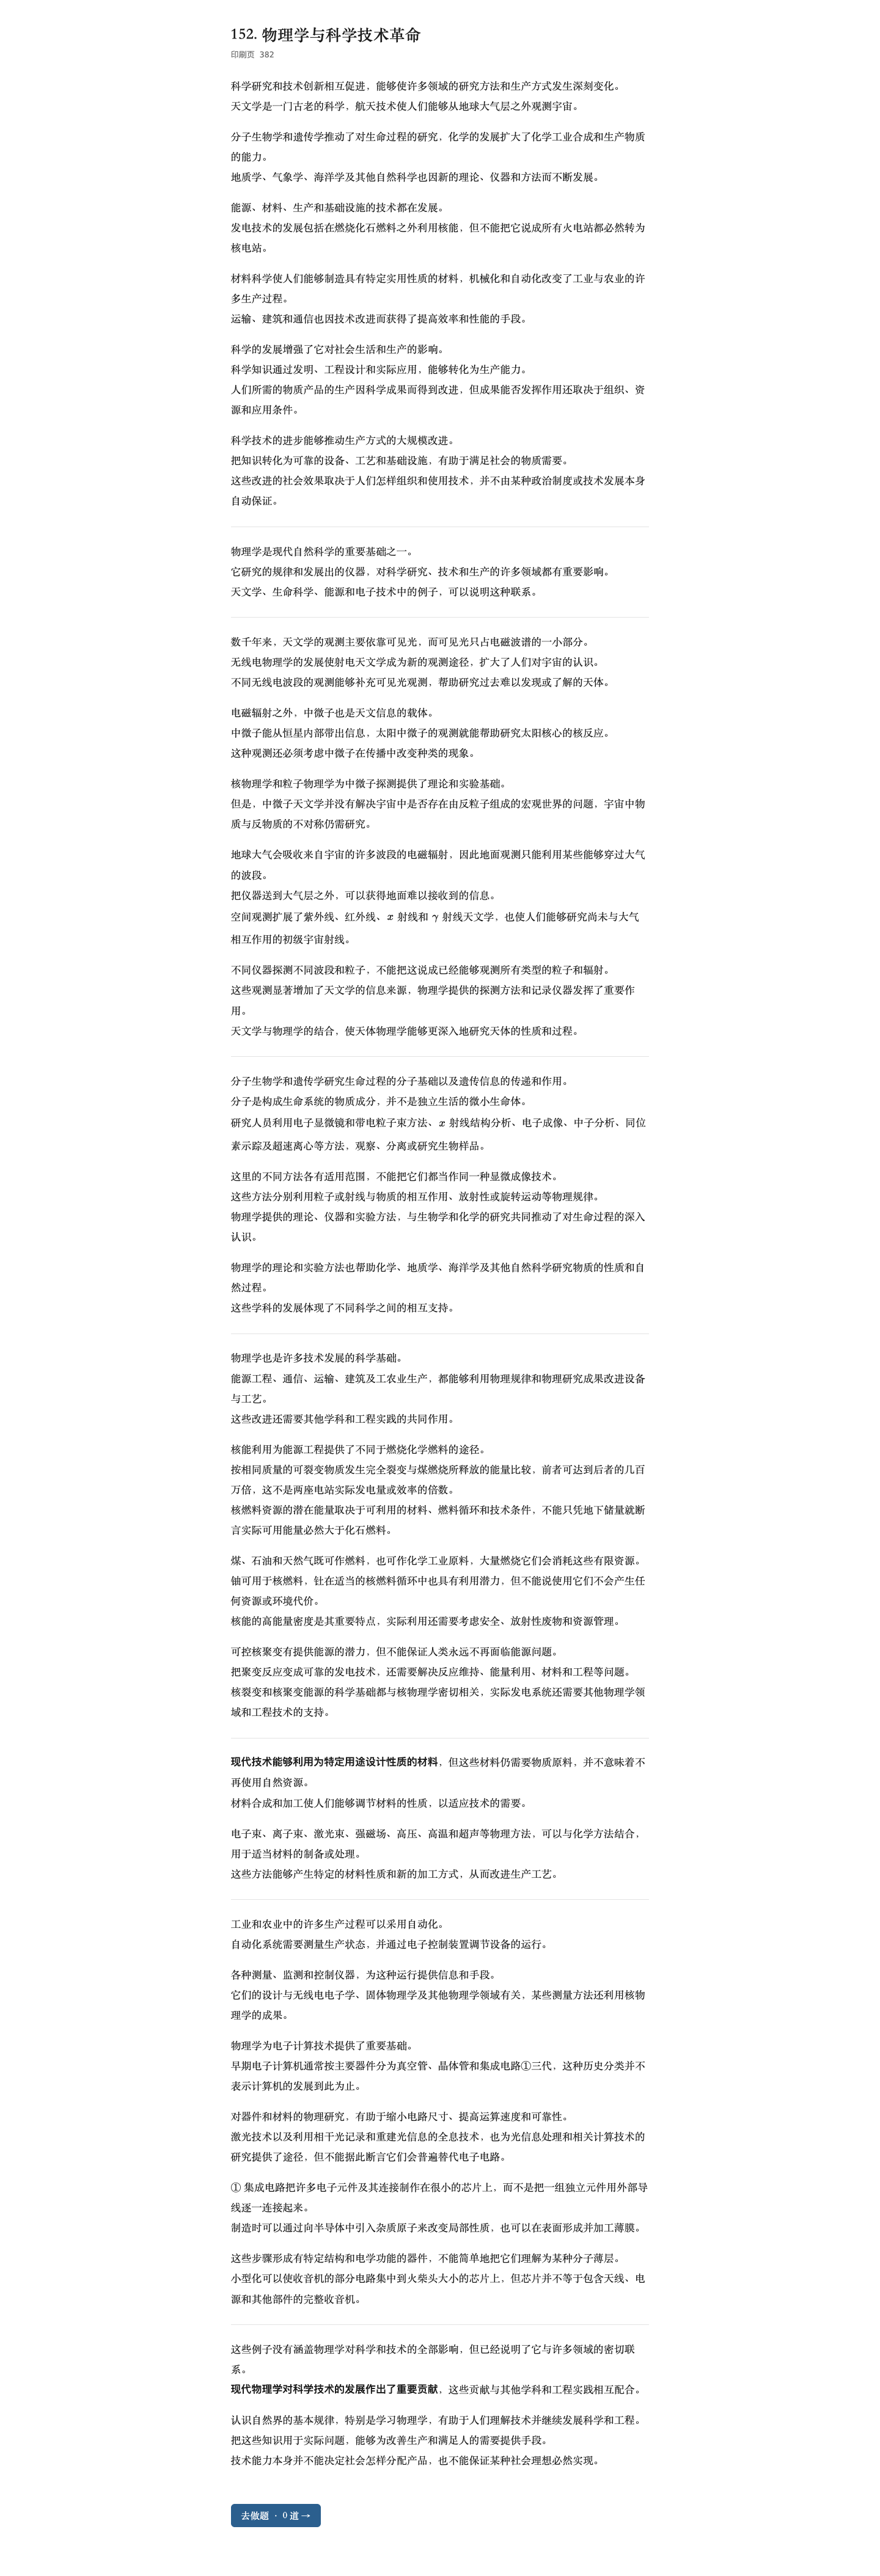 152. 物理学与科学技术革命
印刷页 382
科学研究和技术创新相互促进，能够使许多领域的研究方法和生产方式发生深刻变化。
天文学是一门古老的科学，航天技术使人们能够从地球大气层之外观测宇宙。
分子生物学和遗传学推动了对生命过程的研究，化学的发展扩大了化学工业合成和生产物质
的能力。
地质学、气象学、海洋学及其他自然科学也因新的理论、仪器和方法而不断发展。
能源、材料、生产和基础设施的技术都在发展。
发电技术的发展包括在燃烧化石燃料之外利用核能，但不能把它说成所有火电站都必然转为
核电站。
材料科学使人们能够制造具有特定实用性质的材料，机械化和自动化改变了工业与农业的许
多生产过程。
运输、建筑和通信也因技术改进而获得了提高效率和性能的手段。
科学的发展增强了它对社会生活和生产的影响。
科学知识通过发明、工程设计和实际应用，能够转化为生产能力。
人们所需的物质产品的生产因科学成果而得到改进，但成果能否发挥作用还取决于组织、资
源和应用条件。
科学技术的进步能够推动生产方式的大规模改进。
把知识转化为可靠的设备、工艺和基础设施，有助于满足社会的物质需要。
这些改进的社会效果取决于人们怎样组织和使用技术，并不由某种政治制度或技术发展本身
自动保证。
物理学是现代自然科学的重要基础之一。
它研究的规律和发展出的仪器，对科学研究、技术和生产的许多领域都有重要影响。
天文学、生命科学、能源和电子技术中的例子，可以说明这种联系。
数千年来，天文学的观测主要依靠可见光，而可见光只占电磁波谱的一小部分。
无线电物理学的发展使射电天文学成为新的观测途径，扩大了人们对宇宙的认识。
不同无线电波段的观测能够补充可见光观测，帮助研究过去难以发现或了解的天体。
电磁辐射之外，中微子也是天文信息的载体。
中微子能从恒星内部带出信息，太阳中微子的观测就能帮助研究太阳核心的核反应。
这种观测还必须考虑中微子在传播中改变种类的现象。
核物理学和粒子物理学为中微子探测提供了理论和实验基础。
但是，中微子天文学并没有解决宇宙中是否存在由反粒子组成的宏观世界的问题，宇宙中物
质与反物质的不对称仍需研究。
地球大气会吸收来自宇宙的许多波段的电磁辐射，因此地面观测只能利用某些能够穿过大气
的波段。
把仪器送到大气层之外，可以获得地面难以接收到的信息。
空间观测扩展了紫外线、红外线、x 射线和 γ 射线天文学，也使人们能够研究尚未与大气
相互作用的初级宇宙射线。
不同仪器探测不同波段和粒子，不能把这说成已经能够观测所有类型的粒子和辐射。
这些观测显著增加了天文学的信息来源，物理学提供的探测方法和记录仪器发挥了重要作
用。
天文学与物理学的结合，使天体物理学能够更深入地研究天体的性质和过程。
分子生物学和遗传学研究生命过程的分子基础以及遗传信息的传递和作用。
分子是构成生命系统的物质成分，并不是独立生活的微小生命体。
研究人员利用电子显微镜和带电粒子束方法、x 射线结构分析、电子成像、中子分析、同位
素示踪及超速离心等方法，观察、分离或研究生物样品。
这里的不同方法各有适用范围，不能把它们都当作同一种显微成像技术。
这些方法分别利用粒子或射线与物质的相互作用、放射性或旋转运动等物理规律。
物理学提供的理论、仪器和实验方法，与生物学和化学的研究共同推动了对生命过程的深入
认识。
物理学的理论和实验方法也帮助化学、地质学、海洋学及其他自然科学研究物质的性质和自
然过程。
这些学科的发展体现了不同科学之间的相互支持。
物理学也是许多技术发展的科学基础。
能源工程、通信、运输、建筑及工农业生产，都能够利用物理规律和物理研究成果改进设备
与工艺。
这些改进还需要其他学科和工程实践的共同作用。
核能利用为能源工程提供了不同于燃烧化学燃料的途径。
按相同质量的可裂变物质发生完全裂变与煤燃烧所释放的能量比较，前者可达到后者的几百
万倍，这不是两座电站实际发电量或效率的倍数。
核燃料资源的潜在能量取决于可利用的材料、燃料循环和技术条件，不能只凭地下储量就断
言实际可用能量必然大于化石燃料。
煤、石油和天然气既可作燃料，也可作化学工业原料，大量燃烧它们会消耗这些有限资源。
铀可用于核燃料，钍在适当的核燃料循环中也具有利用潜力，但不能说使用它们不会产生任
何资源或环境代价。
核能的高能量密度是其重要特点，实际利用还需要考虑安全、放射性废物和资源管理。
可控核聚变有提供能源的潜力，但不能保证人类永远不再面临能源问题。
把聚变反应变成可靠的发电技术，还需要解决反应维持、能量利用、材料和工程等问题。
核裂变和核聚变能源的科学基础都与核物理学密切相关，实际发电系统还需要其他物理学领
域和工程技术的支持。
现代技术能够利用为特定用途设计性质的材料，但这些材料仍需要物质原料，并不意味着不
再使用自然资源。
材料合成和加工使人们能够调节材料的性质，以适应技术的需要。
电子束、离子束、激光束、强磁场、高压、高温和超声等物理方法，可以与化学方法结合，
用于适当材料的制备或处理。
这些方法能够产生特定的材料性质和新的加工方式，从而改进生产工艺。
工业和农业中的许多生产过程可以采用自动化。
自动化系统需要测量生产状态，并通过电子控制装置调节设备的运行。
各种测量、监测和控制仪器，为这种运行提供信息和手段。
它们的设计与无线电电子学、固体物理学及其他物理学领域有关，某些测量方法还利用核物
理学的成果。
物理学为电子计算技术提供了重要基础。
早期电子计算机通常按主要器件分为真空管、晶体管和集成电路①三代，这种历史分类并不
表示计算机的发展到此为止。
对器件和材料的物理研究，有助于缩小电路尺寸、提高运算速度和可靠性。
激光技术以及利用相干光记录和重建光信息的全息技术，也为光信息处理和相关计算技术的
研究提供了途径，但不能据此断言它们会普遍替代电子电路。
① 集成电路把许多电子元件及其连接制作在很小的芯片上，而不是把一组独立元件用外部导
线逐一连接起来。
制造时可以通过向半导体中引入杂质原子来改变局部性质，也可以在表面形成并加工薄膜。
这些步骤形成有特定结构和电学功能的器件，不能简单地把它们理解为某种分子薄层。
小型化可以使收音机的部分电路集中到火柴头大小的芯片上，但芯片并不等于包含天线、电
源和其他部件的完整收音机。
这些例子没有涵盖物理学对科学和技术的全部影响，但已经说明了它与许多领域的密切联
系。
现代物理学对科学技术的发展作出了重要贡献，这些贡献与其他学科和工程实践相互配合。
认识自然界的基本规律，特别是学习物理学，有助于人们理解技术并继续发展科学和工程。
把这些知识用于实际问题，能够为改善生产和满足人的需要提供手段。
技术能力本身并不能决定社会怎样分配产品，也不能保证某种社会理想必然实现。
去做题 · 0 道 →